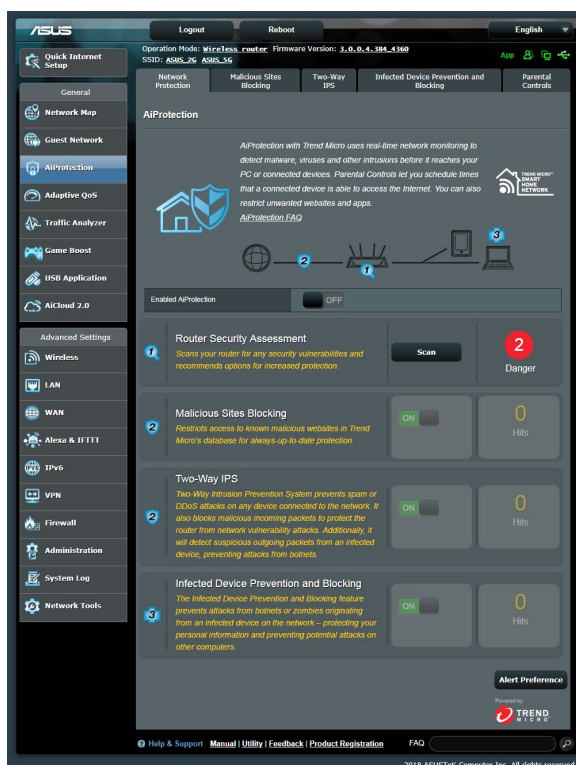 ASUS
Logout
Reboot
English
Quick Internet
Setup
Operation Mode: Wireless router Firmware Version: 3.0.0.4.384_4360
SSID: ASUS_2G ASUS_5G
App
General
Network Map
Guest Network
AiProtection
Adaptive QoS
Traffic Analyzer
Game Boost
USB Application
AiCloud 2.0
Advanced Settings
Wireless
LAN
WAN
Alexa & IFTTT
IPv6
VPN
Firewall
Administration
System Log
Network Tools
Network
Protection
Malicious Sites
Blocking
Two-Way
IPS
Infected Device Prevention and
Blocking
Parental
Controls
AiProtection
AiProtection with Trend Micro uses real-time network monitoring to
detect malware, viruses and other intrusions before it reaches your
PC or connected devices. Parental Controls let you schedule times
that a connected device is able to access the Internet. You can also
restrict unwanted websites and apps.
AiProtection FAQ
TREND MICRO™
SMART
HOME
NETWORK
2
1
3
Enabled AiProtection
OFF
1
Router Security Assessment
Scans your router for any security vulnerabilities and
recommends options for increased protection.
Scan
2
Danger
2
Malicious Sites Blocking
Restricts access to known malicious websites in Trend
Micro's database for always-up-to-date protection.
ON
0
Hits
2
Two-Way IPS
Two-Way Intrusion Prevention System prevents spam or
DDoS attacks on any device connected to the network. It
also blocks malicious incoming packets to protect the
router from network vulnerability attacks. Additionally, it
will detect suspicious outgoing packets from an infected
device, preventing attacks from botnets.
ON
0
Hits
3
Infected Device Prevention and Blocking
The Infected Device Prevention and Blocking feature
prevents attacks from botnets or zombies originating
from an infected device on the network – protecting your
personal information and preventing potential attacks on
other computers.
ON
0
Hits
Alert Preference
Powered by
TREND
MICRO
Help & Support Manual | Utility | Feedback | Product Registration FAQ
2018 ASUSTeK Computer Inc. All rights reserved